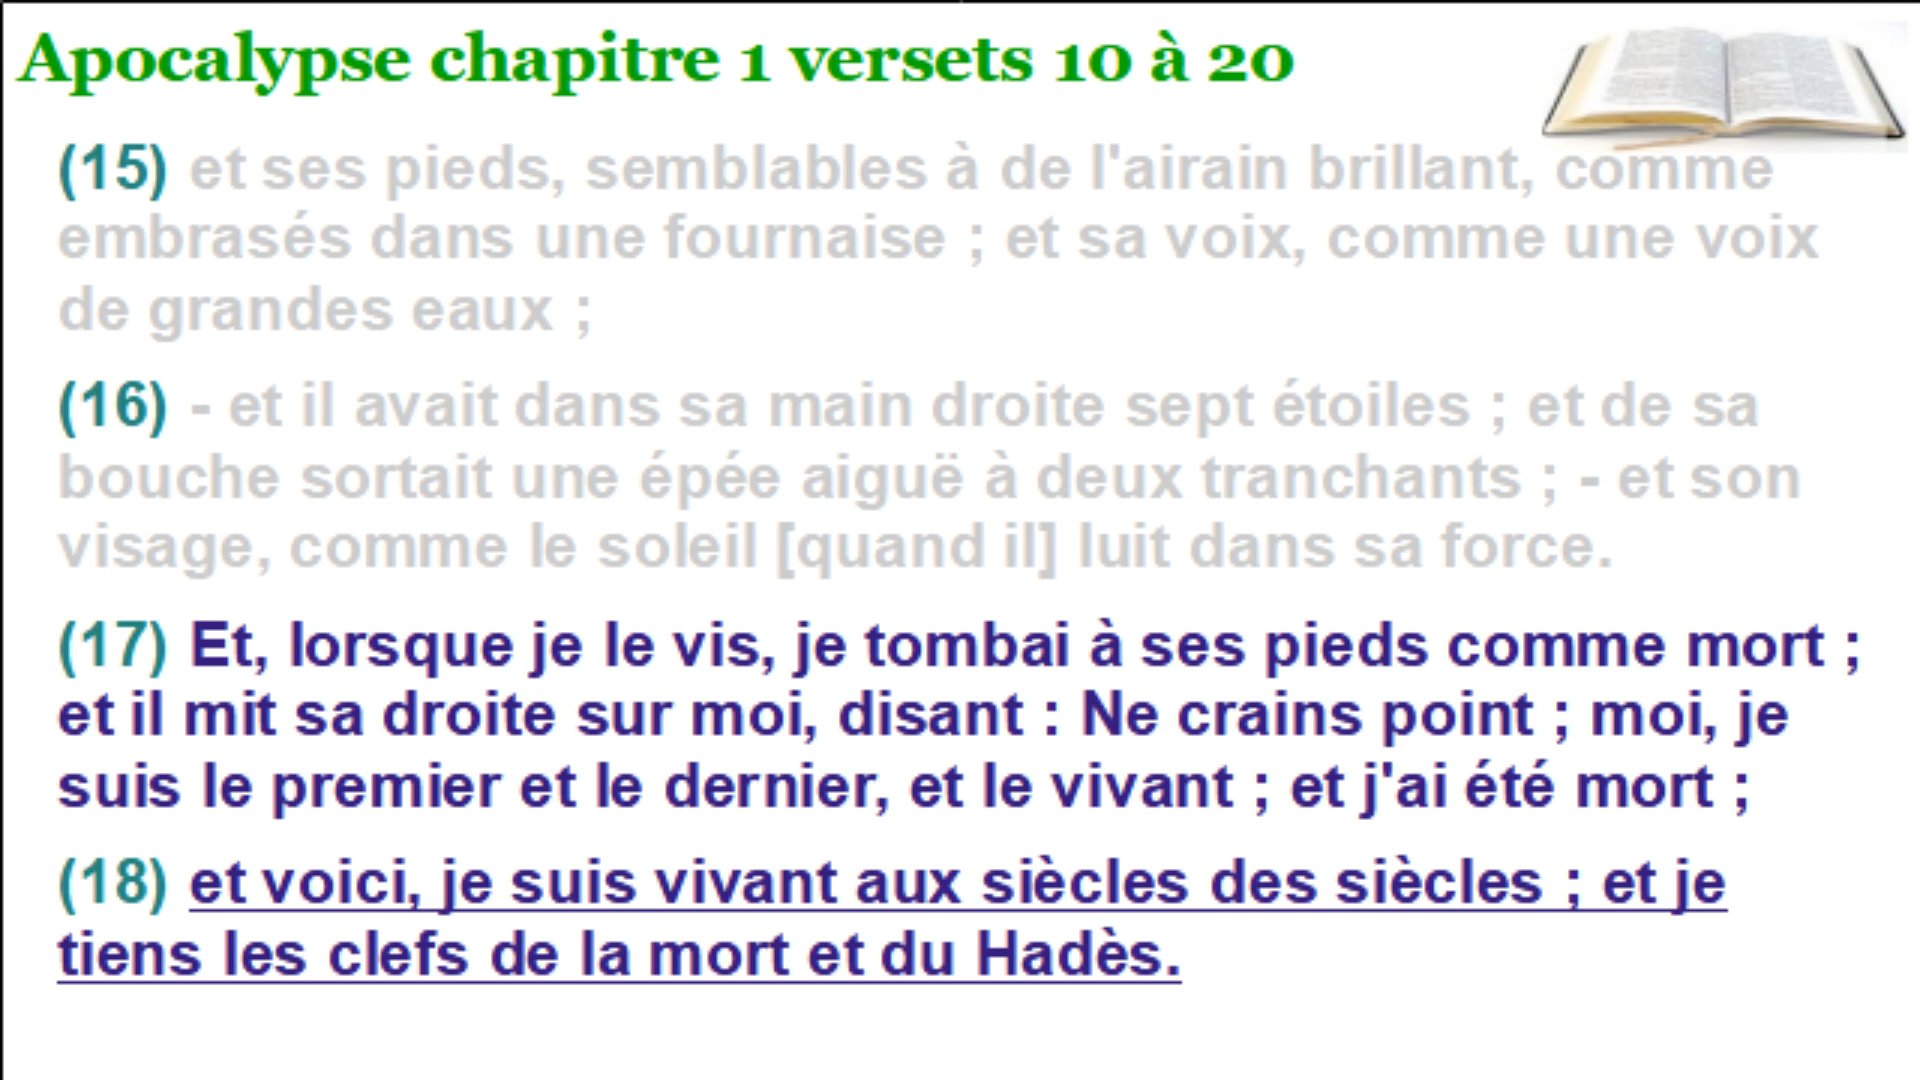 Apocalypse chapitre 1 versets 10 à 20
(15) et ses pieds, semblables à de l'airain brillant, comme
embrasés dans une fournaise ; et sa voix, comme une voix
de grandes eaux ;
(16) - et il avait dans sa main droite sept étoiles ; et de sa
bouche sortait une épée aiguë à deux tranchants ; - et son
visage, comme le soleil [quand il] luit dans sa force.
(17) Et, lorsque je le vis, je tombai à ses pieds comme mort ;
et il mit sa droite sur moi, disant : Ne crains point ; moi, je
suis le premier et le dernier, et le vivant ; et j'ai été mort ;
(18) et voici, je suis vivant aux siècles des siècles ; et je
tiens les clefs de la mort et du Hadès.